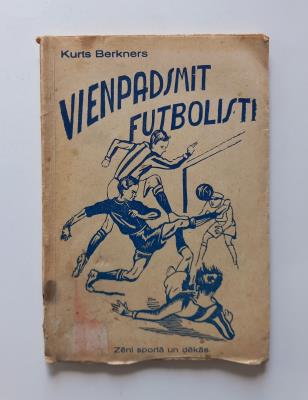 Kurts Berkners
VIENPADSMIT
FUTBOLISTI
Zēni sportā un dēkās